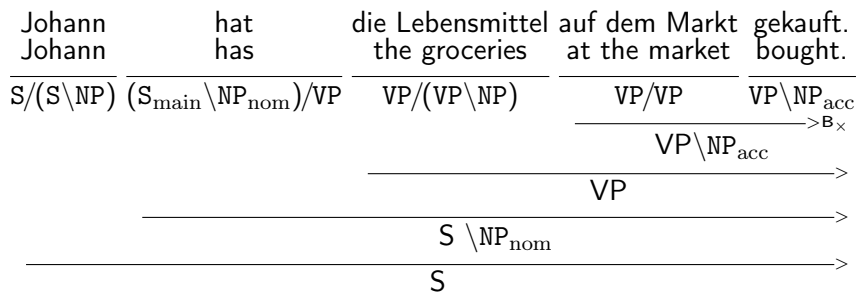 Johann hat die Lebensmittel auf dem Markt gekauft.
Johann has the groceries at the market bought.
S/(S\NP) (S_main\NP_nom)/VP VP/(VP\NP) VP/VP VP\NP_acc
>B×
VP\NP_acc
>
VP
>
S \NP_nom
>
S